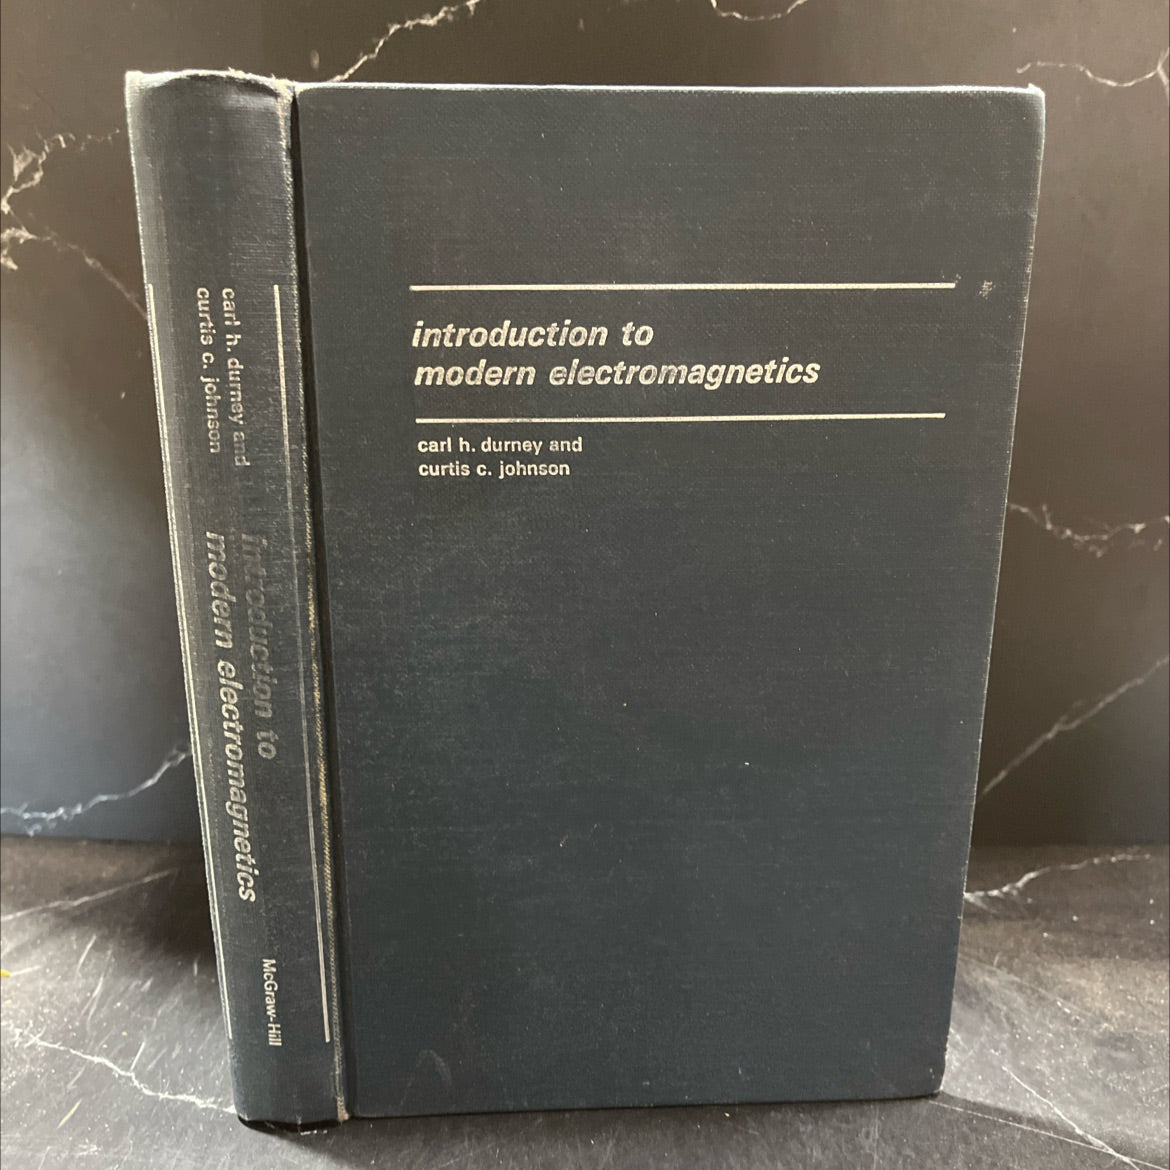 carl h. durney and
curtis c. johnson
introduction to
modern electromagnetics
McGraw-Hill
introduction to
modern electromagnetics
carl h. durney and
curtis c. johnson